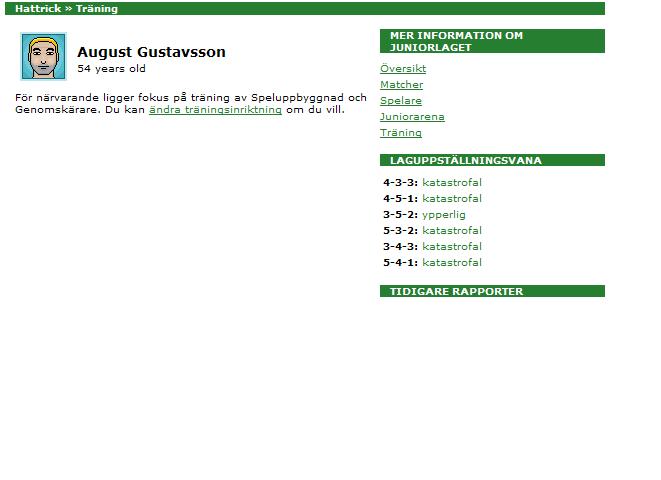 Hattrick » Träning
August Gustavsson
54 years old
För närvarande ligger fokus på träning av Speluppbyggnad och
Genomskärare. Du kan ändra träningsinriktning om du vill.
MER INFORMATION OM
JUNIORLAGET
Översikt
Matcher
Spelare
Juniorarena
Träning
LAGUPPSTÄLLNINGSVANA
4-3-3: katastrofal
4-5-1: katastrofal
3-5-2: ypperlig
5-3-2: katastrofal
3-4-3: katastrofal
5-4-1: katastrofal
TIDIGARE RAPPORTER